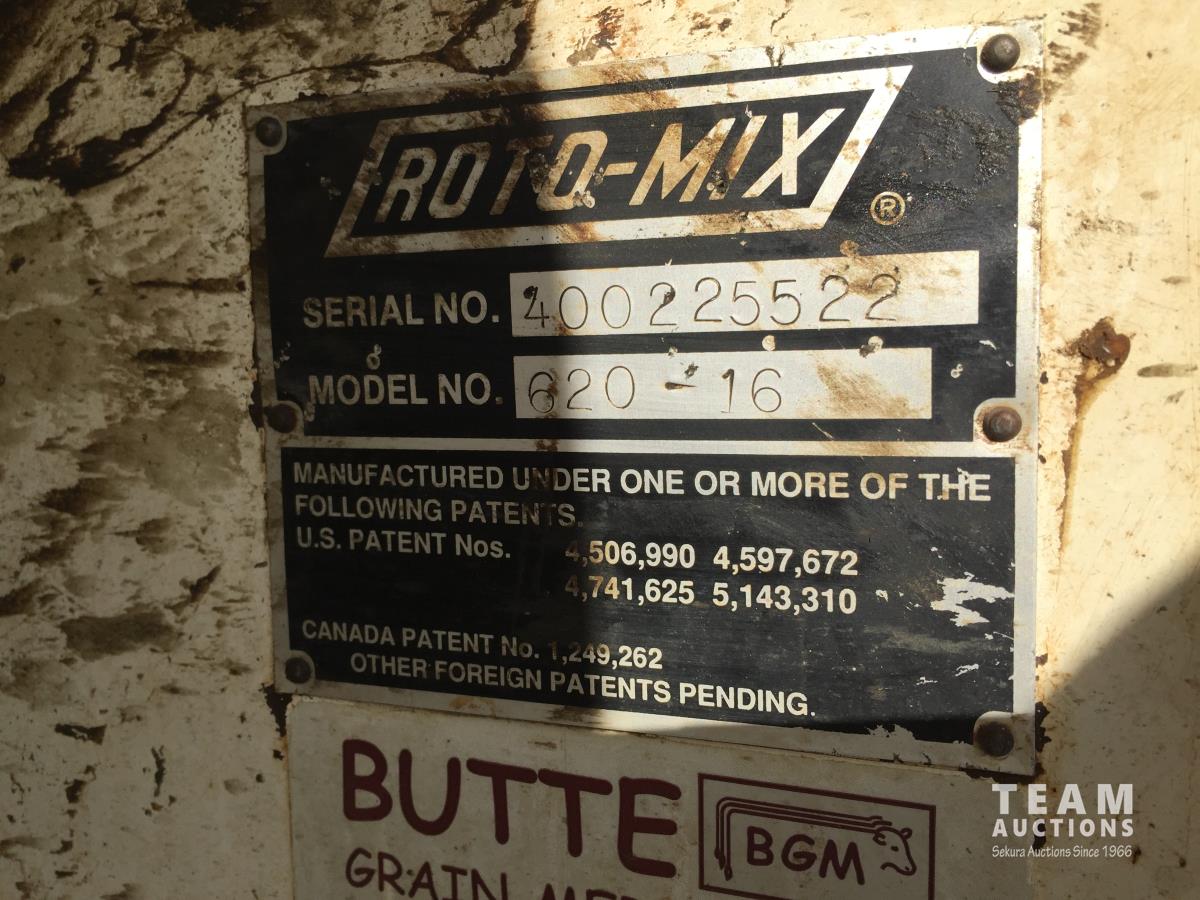 ROTO-MIX ®
SERIAL NO. 400225522
MODEL NO. 620-16
MANUFACTURED UNDER ONE OR MORE OF THE
FOLLOWING PATENTS.
U.S. PATENT Nos. 4,506,990 4,597,672
4,741,625 5,143,310
CANADA PATENT No. 1,249,262
OTHER FOREIGN PATENTS PENDING.
BUTTE
BGM
GRAIN
TEAM
AUCTIONS
Sekura Auctions Since 1966